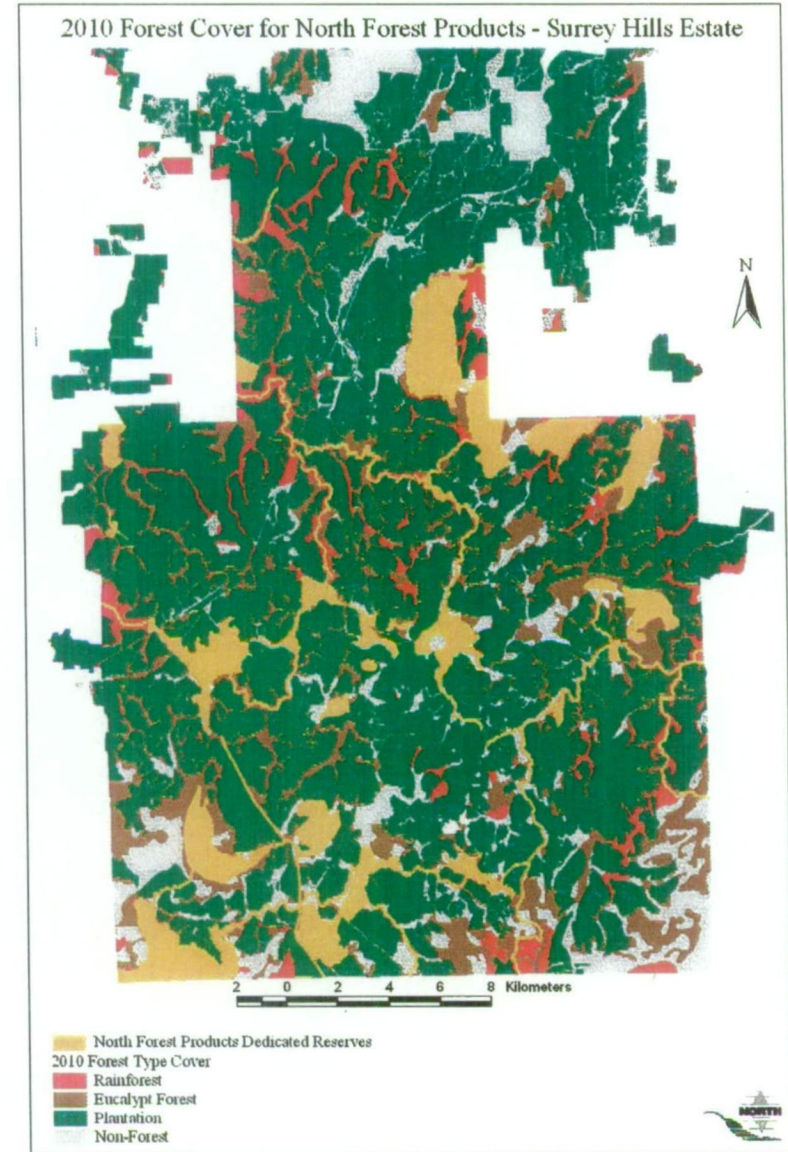 2010 Forest Cover for North Forest Products - Surrey Hills Estate
N
2 0 2 4 6 8 Kilometers
North Forest Products Dedicated Reserves
2010 Forest Type Cover
Rainforest
Eucalypt Forest
Plantation
Non-Forest
NORTH